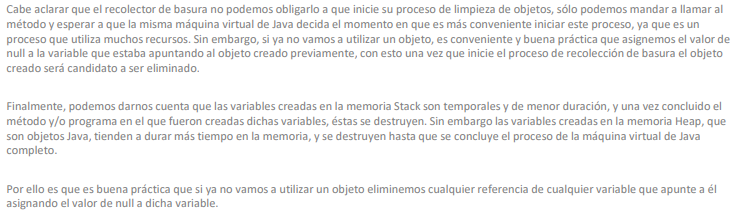 Cabe aclarar que el recolector de basura no podemos obligarlo a que inicie su proceso de limpieza de objetos, sólo podemos mandar a llamar al
método y esperar a que la misma máquina virtual de Java decida el momento en que es más conveniente iniciar este proceso, ya que es un
proceso que utiliza muchos recursos. Sin embargo, si ya no vamos a utilizar un objeto, es conveniente y buena práctica que asignemos el valor de
null a la variable que estaba apuntando al objeto creado previamente, con esto una vez que inicie el proceso de recolección de basura el objeto
creado será candidato a ser eliminado.
Finalmente, podemos darnos cuenta que las variables creadas en la memoria Stack son temporales y de menor duración, y una vez concluido el
método y/o programa en el que fueron creadas dichas variables, éstas se destruyen. Sin embargo las variables creadas en la memoria Heap, que
son objetos Java, tienden a durar más tiempo en la memoria, y se destruyen hasta que se concluye el proceso de la máquina virtual de Java
completo.
Por ello es que es buena práctica que si ya no vamos a utilizar un objeto eliminemos cualquier referencia de cualquier variable que apunte a él
asignando el valor de null a dicha variable.